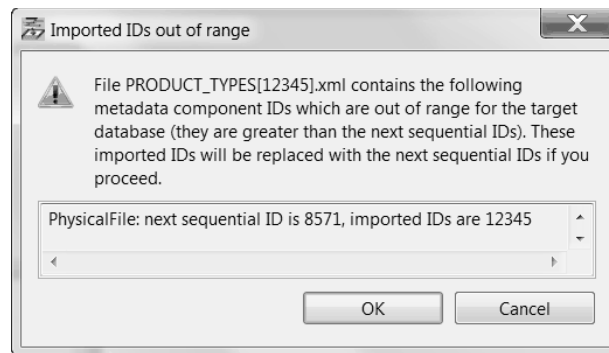 Imported IDs out of range
File PRODUCT_TYPES[12345].xml contains the following
metadata component IDs which are out of range for the target
database (they are greater than the next sequential IDs). These
imported IDs will be replaced with the next sequential IDs if you
proceed.
PhysicalFile: next sequential ID is 8571, imported IDs are 12345
OK
Cancel